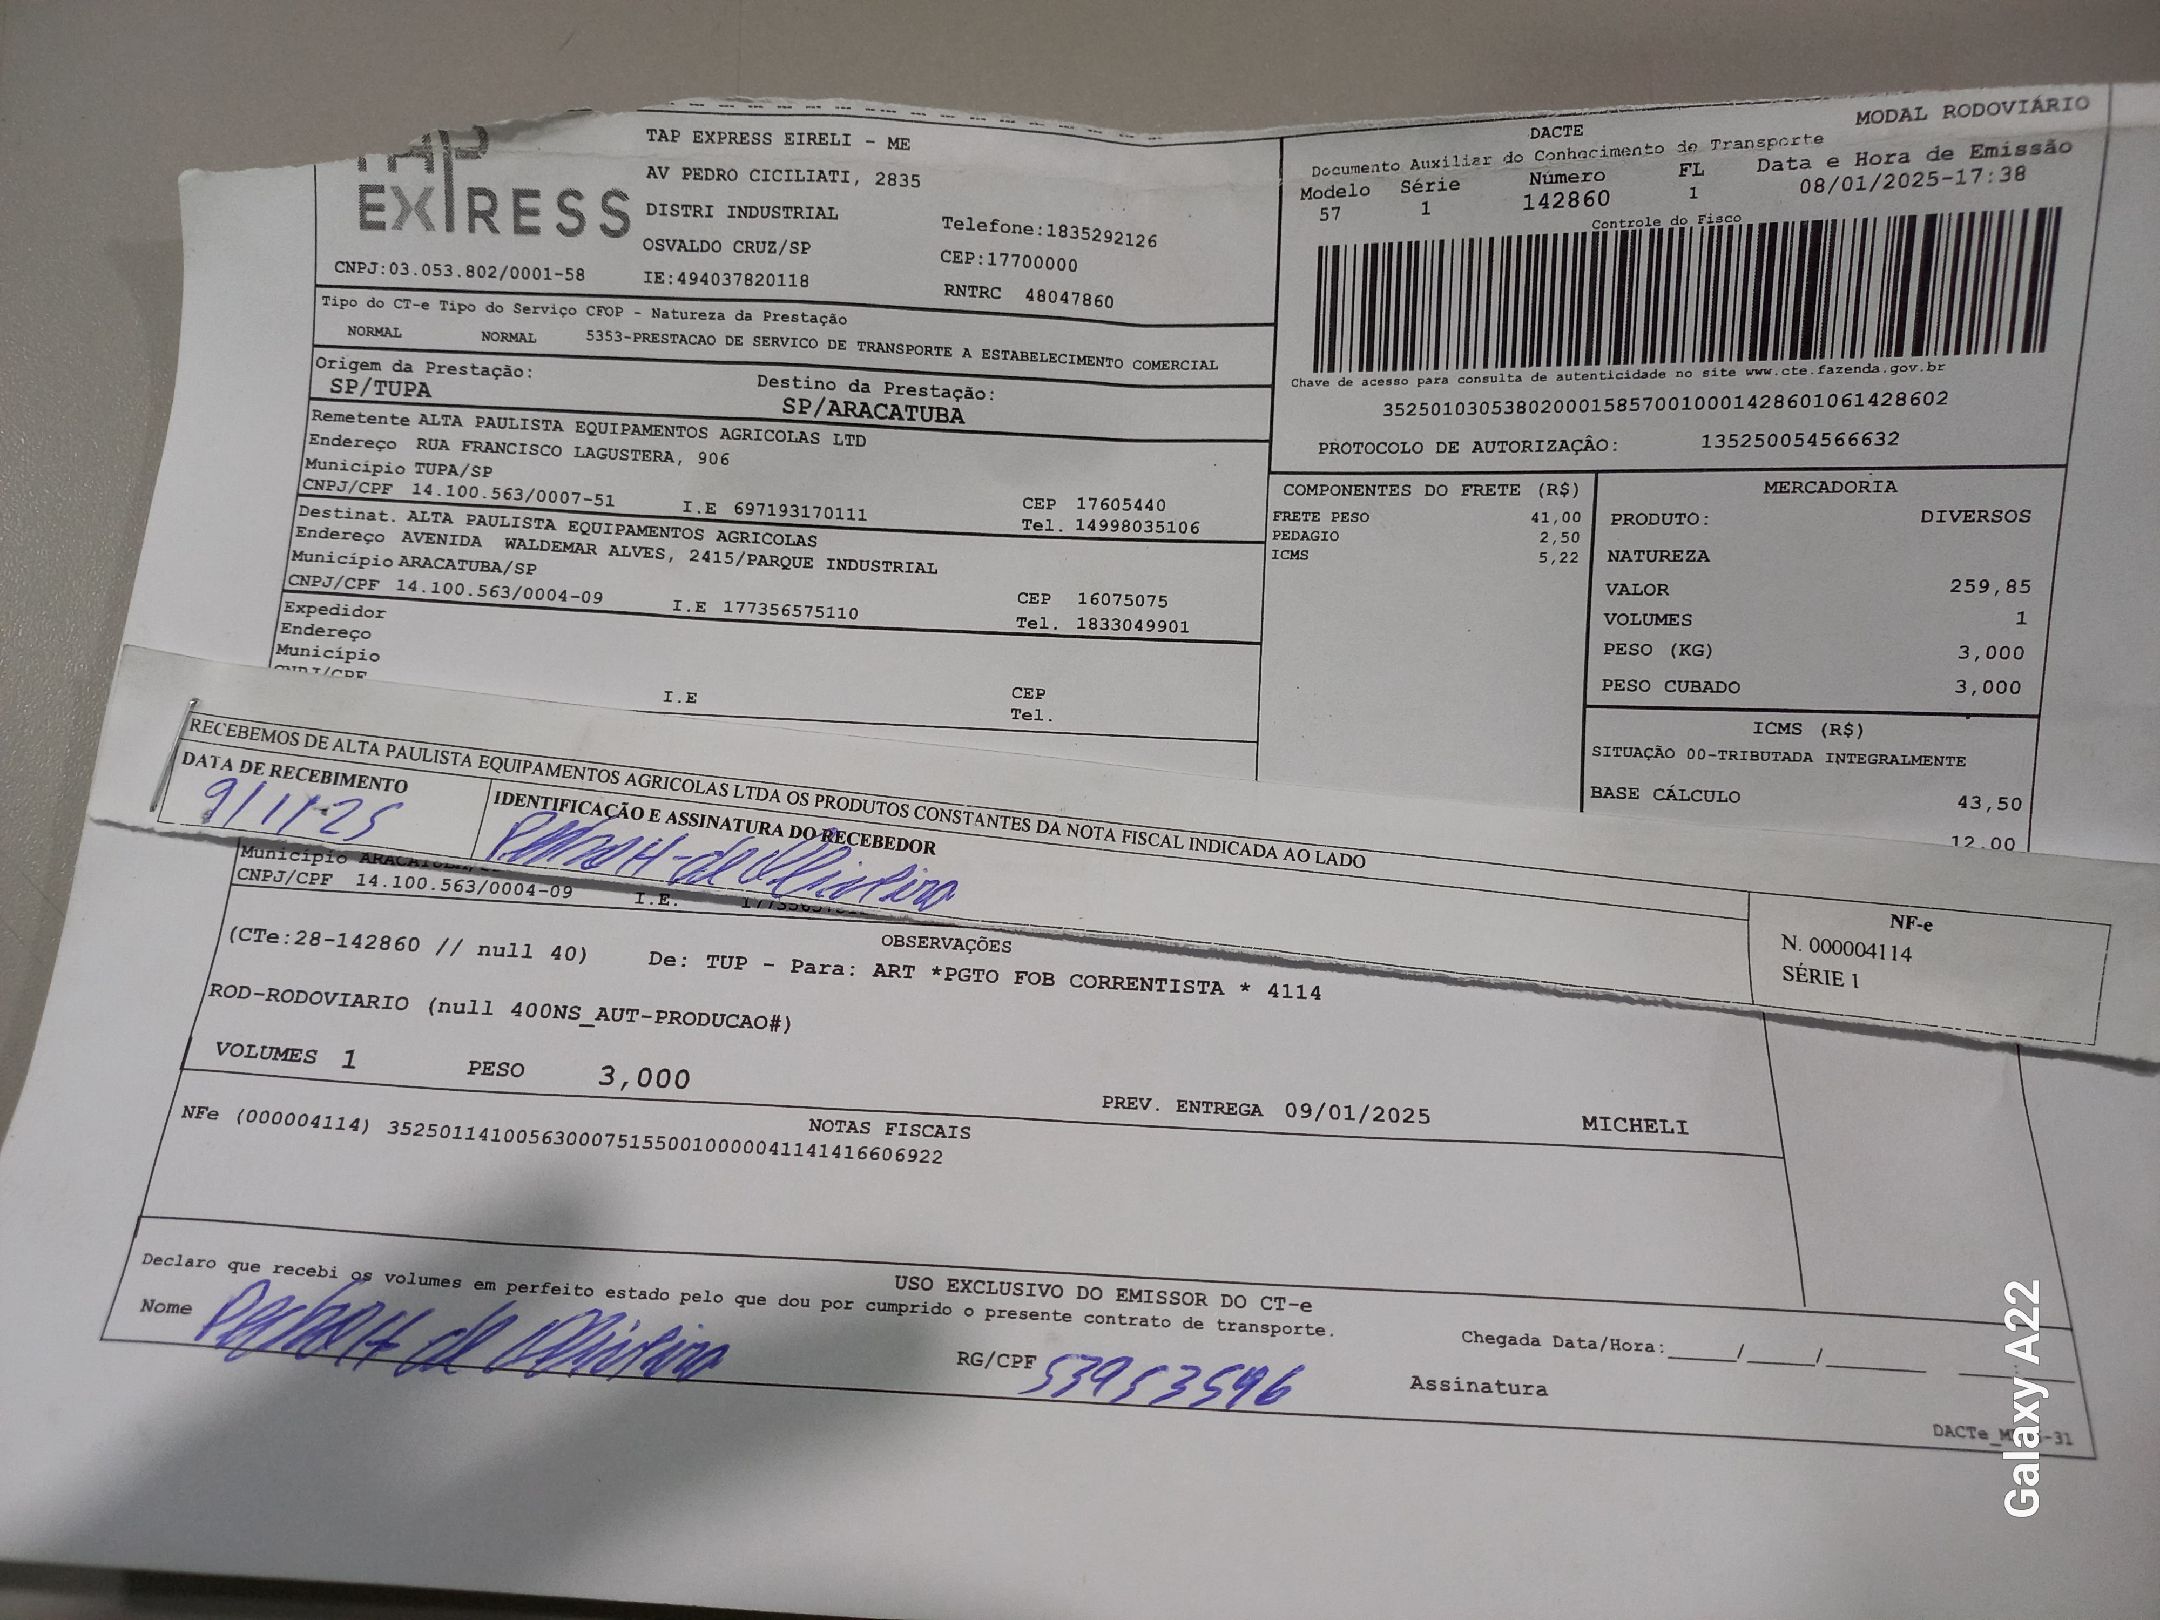 TAP
EXPRESS
TAP EXPRESS EIRELI - ME
AV PEDRO CICILIATI, 2835
DISTRI INDUSTRIAL
Telefone:1835292126
OSVALDO CRUZ/SP
CEP:17700000
CNPJ:03.053.802/0001-58
IE:494037820118
RNTRC 48047860
MODAL RODOVIÁRIO
DACTE
Documento Auxiliar do Conhecimento de Transporte
Modelo Série Número FL Data e Hora de Emissão
57 1 142860 1 08/01/2025-17:38
Controle do Fisco
Chave de acesso para consulta de autenticidade no site www.cte.fazenda.gov.br
35250103053802000158570010001428601061428602
PROTOCOLO DE AUTORIZAÇÂO: 135250054566632
Tipo do CT-e Tipo do Serviço CFOP - Natureza da Prestação
NORMAL NORMAL 5353-PRESTACAO DE SERVICO DE TRANSPORTE A ESTABELECIMENTO COMERCIAL
Origem da Prestação:
SP/TUPA
Destino da Prestação:
SP/ARACATUBA
Remetente ALTA PAULISTA EQUIPAMENTOS AGRICOLAS LTD
Endereço RUA FRANCISCO LAGUSTERA, 906
Município TUPA/SP
CEP 17605440
CNPJ/CPF 14.100.563/0007-51 I.E 697193170111 Tel. 14998035106
Destinat. ALTA PAULISTA EQUIPAMENTOS AGRICOLAS
Endereço AVENIDA WALDEMAR ALVES, 2415/PARQUE INDUSTRIAL
Município ARACATUBA/SP
CEP 16075075
CNPJ/CPF 14.100.563/0004-09 I.E 177356575110 Tel. 1833049901
Expedidor
Endereço
Município
CEP
CNPJ/CPF I.E Tel.
COMPONENTES DO FRETE (R$)
FRETE PESO 41,00
PEDAGIO 2,50
ICMS 5,22
MERCADORIA
PRODUTO: DIVERSOS
NATUREZA
VALOR 259,85
VOLUMES 1
PESO (KG) 3,000
PESO CUBADO 3,000
ICMS (R$)
SITUAÇÃO 00-TRIBUTADA INTEGRALMENTE
BASE CÁLCULO 43,50
12.00
RECEBEMOS DE ALTA PAULISTA EQUIPAMENTOS AGRICOLAS LTDA OS PRODUTOS CONSTANTES DA NOTA FISCAL INDICADA AO LADO
DATA DE RECEBIMENTO
9/1/25
IDENTIFICAÇÃO E ASSINATURA DO RECEBEDOR
Pedro H de Oliveira
NF-e
N. 000004114
SÉRIE 1
Município
CNPJ/CPF 14.100.563/0004-09 I.E.
OBSERVAÇÕES
(CTe:28-142860 // null 40) De: TUP - Para: ART *PGTO FOB CORRENTISTA * 4114
ROD-RODOVIARIO (null 400NS_AUT-PRODUCAO#)
VOLUMES 1 PESO 3,000
PREV. ENTREGA 09/01/2025 MICHELI
NOTAS FISCAIS
NFe (000004114) 35250114100563000751550010000041141416606922
USO EXCLUSIVO DO EMISSOR DO CT-e
Declaro que recebi os volumes em perfeito estado pelo que dou por cumprido o presente contrato de transporte.
Nome Pedro H de Oliveira
RG/CPF 53953596
Chegada Data/Hora:_____/_____/_______
Assinatura
Galaxy A22